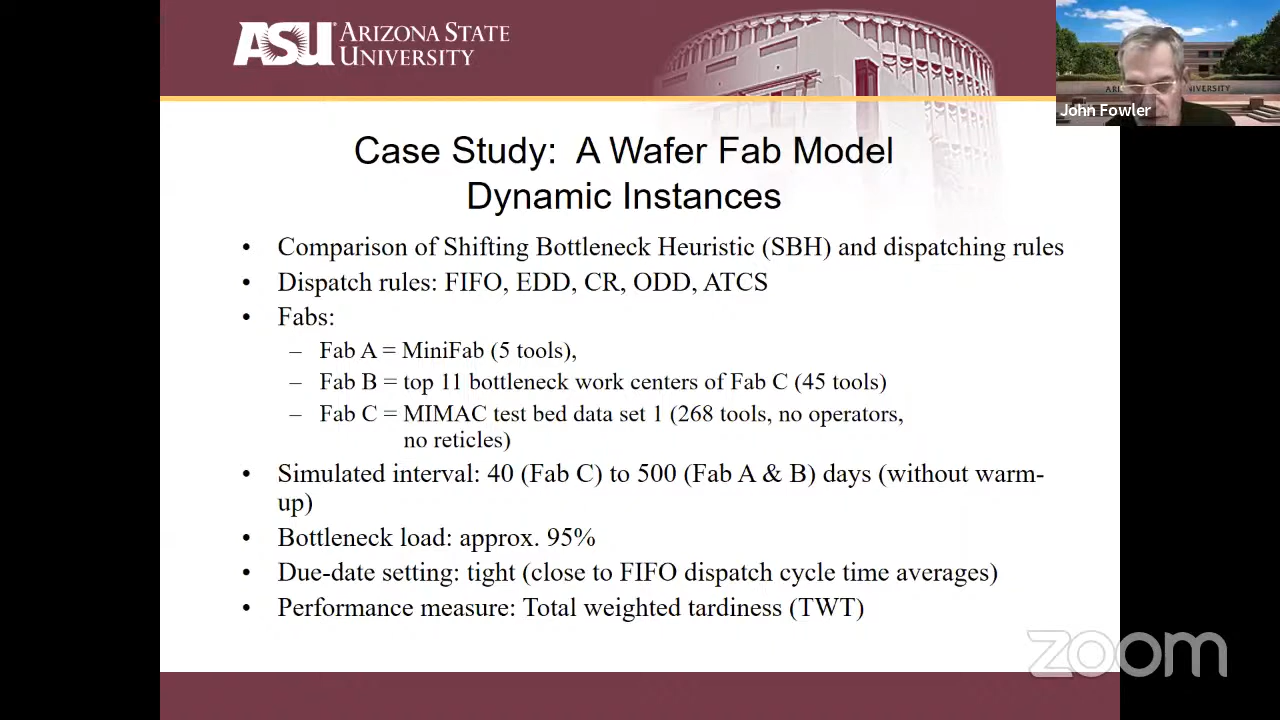 ASU ARIZONA STATE
UNIVERSITY
John Fowler
Case Study: A Wafer Fab Model
Dynamic Instances
• Comparison of Shifting Bottleneck Heuristic (SBH) and dispatching rules
• Dispatch rules: FIFO, EDD, CR, ODD, ATCS
• Fabs:
– Fab A = MiniFab (5 tools),
– Fab B = top 11 bottleneck work centers of Fab C (45 tools)
– Fab C = MIMAC test bed data set 1 (268 tools, no operators,
no reticles)
• Simulated interval: 40 (Fab C) to 500 (Fab A & B) days (without warm-
up)
• Bottleneck load: approx. 95%
• Due-date setting: tight (close to FIFO dispatch cycle time averages)
• Performance measure: Total weighted tardiness (TWT)
zoom